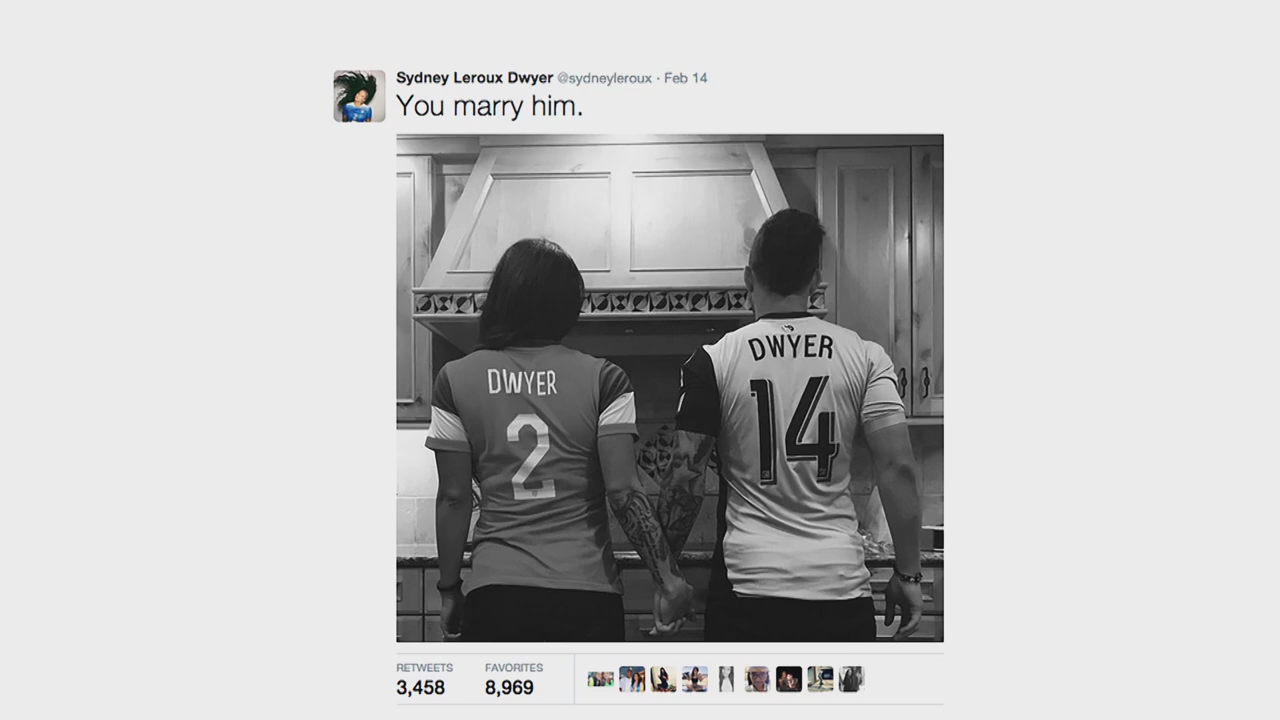 Sydney Leroux Dwyer @sydneyleroux · Feb 14
You marry him.
DWYER
2
DWYER
14
RETWEETS FAVORITES
3,458 8,969